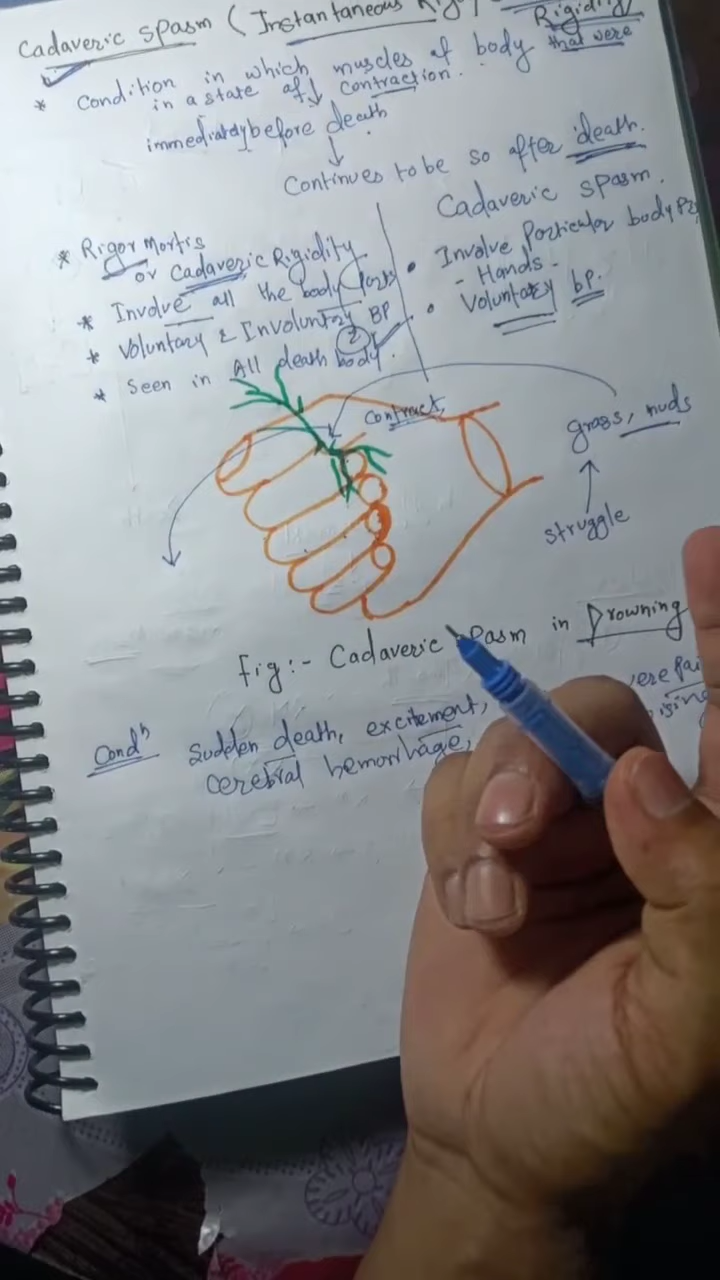 Cadaveric spasm (Instantaneous Rigidity
* Condition in which muscles of body that were
in a state of contraction.
immediatelybefore death
Continues to be so after death.
Cadaveric spasm.
* Rigor Mortis
or Cadaveric Rigidity
* Involve all the body parts
* Voluntary & Involuntary BP
* Seen in All death body.
• Involve Particular body
- Hands -
• Voluntary bp.
2
Contract
grass, muds
struggle
Fig:- Cadaveric spasm in Drowning
Condⁿ Sudden death, excitement,
cerebral hemorrhage,